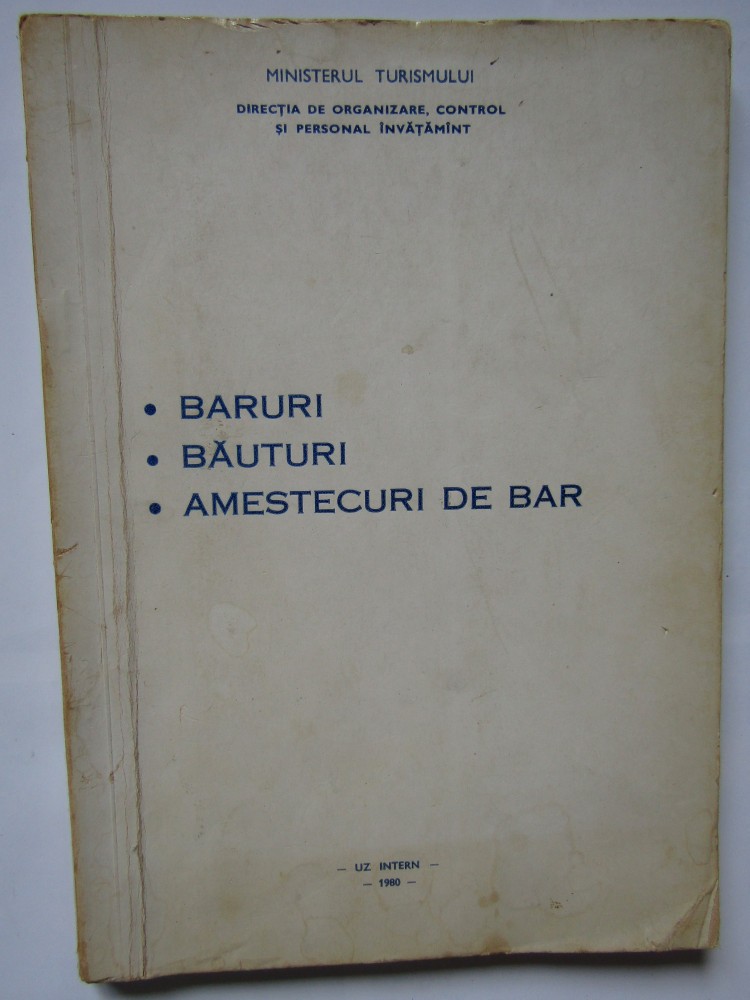 MINISTERUL TURISMULUI
DIRECȚIA DE ORGANIZARE, CONTROL
ȘI PERSONAL ÎNVĂȚĂMÎNT
• BARURI
• BĂUTURI
• AMESTECURI DE BAR
— UZ INTERN —
— 1980 —